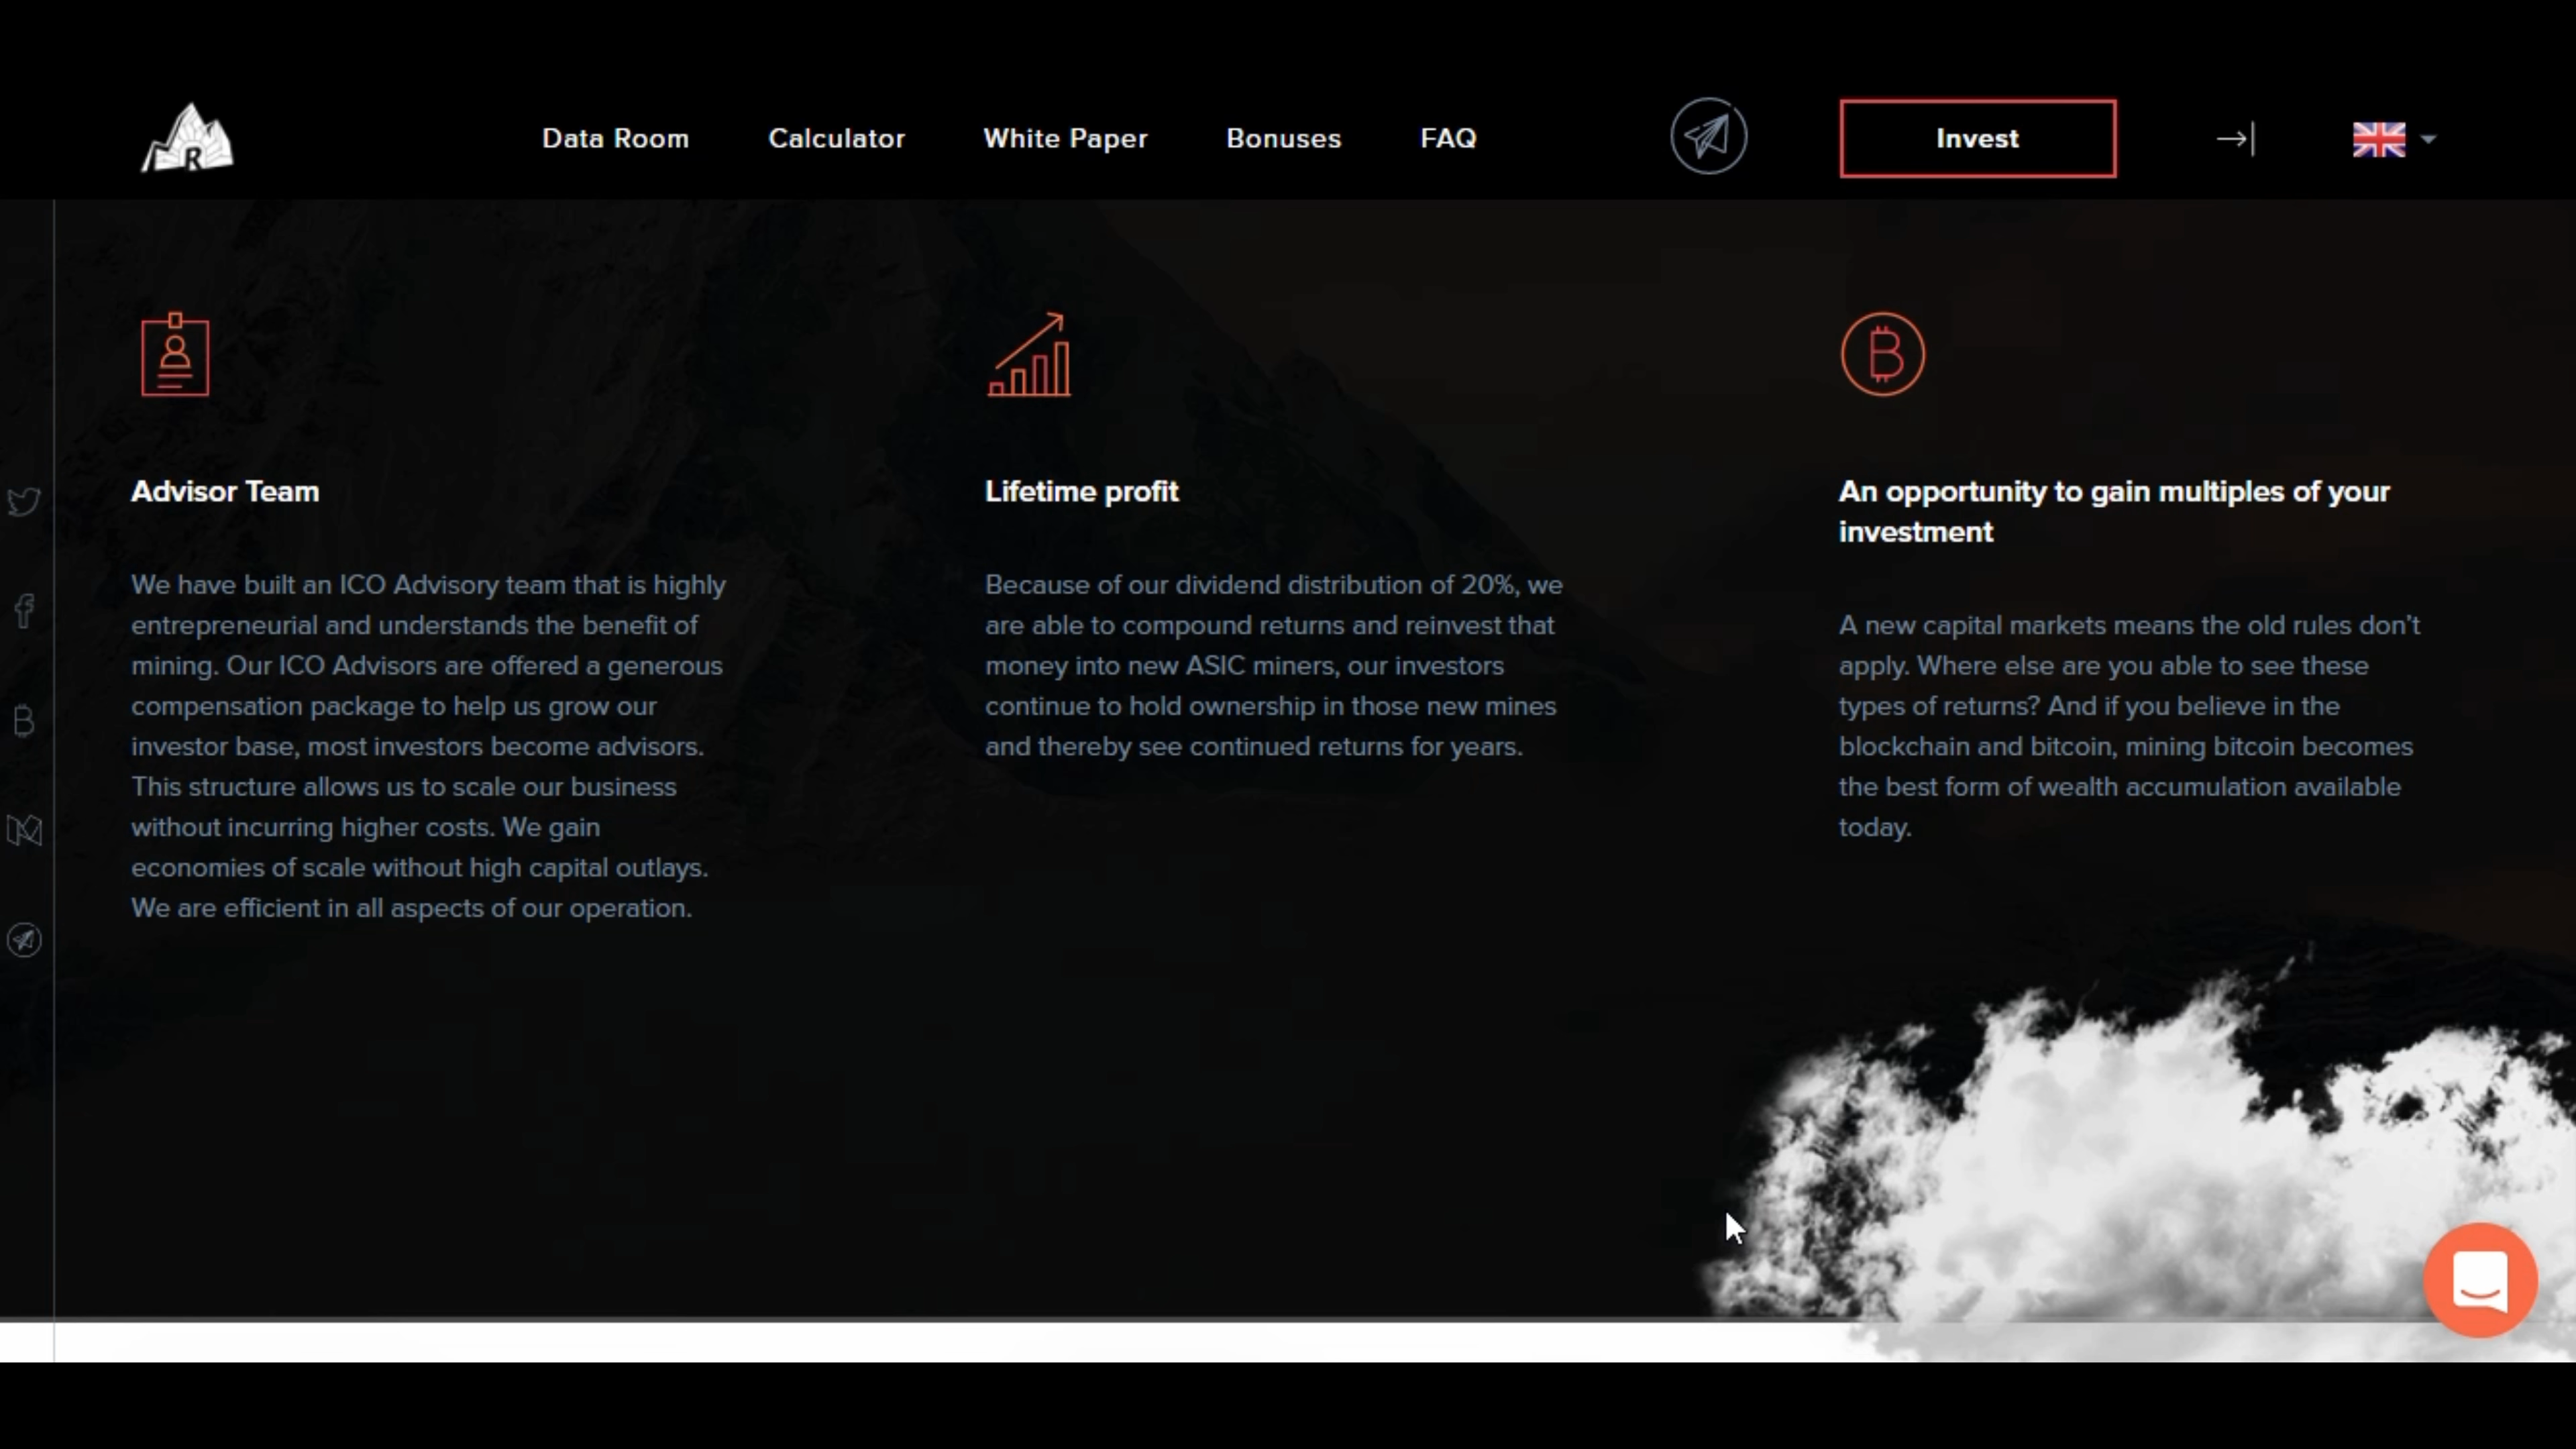 Data Room
Calculator
White Paper
Bonuses
FAQ
Invest
R
Advisor Team
We have built an ICO Advisory team that is highly
entrepreneurial and understands the benefit of
mining. Our ICO Advisors are offered a generous
compensation package to help us grow our
investor base, most investors become advisors.
This structure allows us to scale our business
without incurring higher costs. We gain
economies of scale without high capital outlays.
We are efficient in all aspects of our operation.
Lifetime profit
Because of our dividend distribution of 20%, we
are able to compound returns and reinvest that
money into new ASIC miners, our investors
continue to hold ownership in those new mines
and thereby see continued returns for years.
An opportunity to gain multiples of your
investment
A new capital markets means the old rules don't
apply. Where else are you able to see these
types of returns? And if you believe in the
blockchain and bitcoin, mining bitcoin becomes
the best form of wealth accumulation available
today.